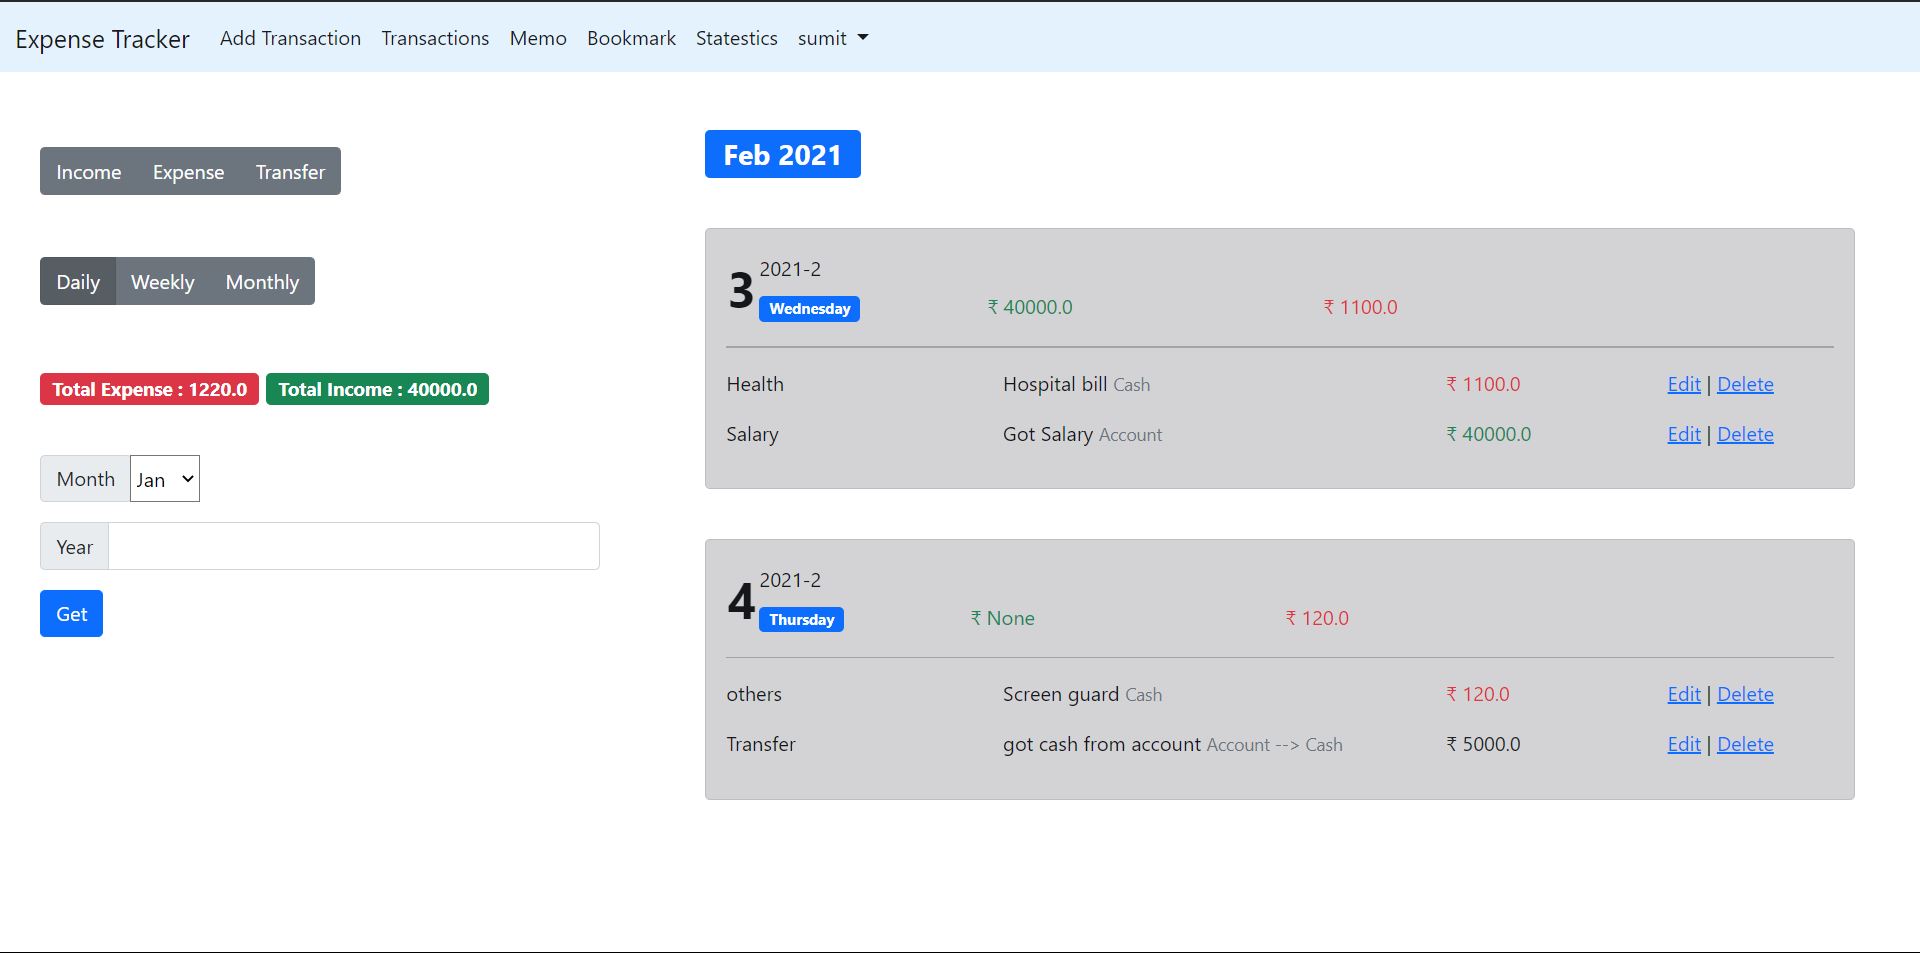 Expense Tracker Add Transaction Transactions Memo Bookmark Statestics sumit
Income Expense Transfer
Daily Weekly Monthly
Total Expense : 1220.0 Total Income : 40000.0
Month Jan
Year
Get
Feb 2021
3 2021-2
Wednesday ₹ 40000.0 ₹ 1100.0
Health Hospital bill Cash ₹ 1100.0 Edit | Delete
Salary Got Salary Account ₹ 40000.0 Edit | Delete
4 2021-2
Thursday ₹ None ₹ 120.0
others Screen guard Cash ₹ 120.0 Edit | Delete
Transfer got cash from account Account --> Cash ₹ 5000.0 Edit | Delete